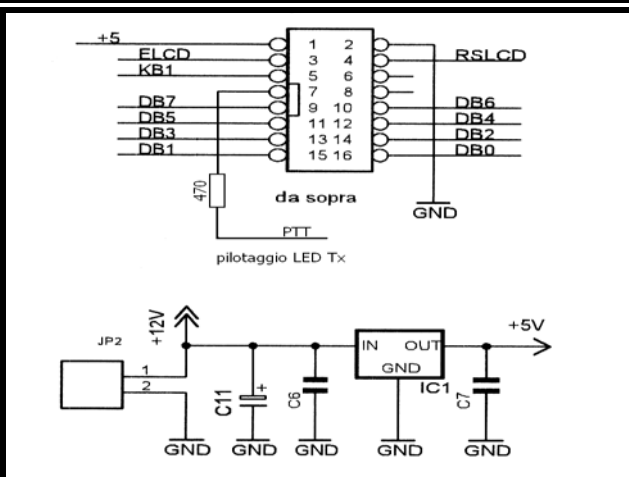 +5 1 2
ELCD 3 4 RSLCD
KB1 5 6
7 8
DB7 9 10 DB6
DB5 11 12 DB4
DB3 13 14 DB2
DB1 15 16 DB0
470
da sopra
GND
PTT
pilotaggio LED Tx
+12V
+5V
JP2
1
2
IN OUT
GND
IC1
C11
+
C6
C7
GND GND GND GND GND